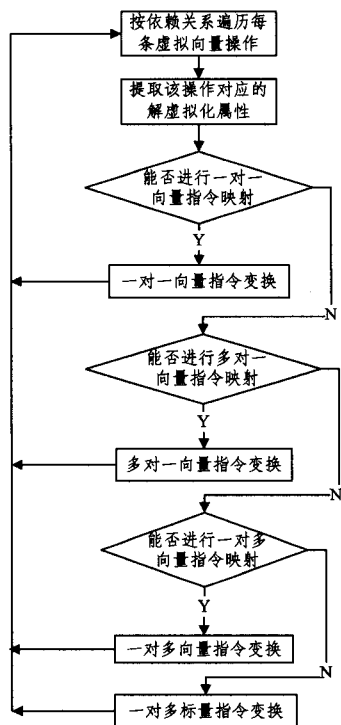 按依赖关系遍历每
条虚拟向量操作
提取该操作对应的
解虚拟化属性
能否进行一对一
向量指令映射
Y
一对一向量指令变换
N
能否进行多对一
向量指令映射
Y
多对一向量指令变换
N
能否进行一对多
向量指令映射
Y
一对多向量指令变换
N
一对多标量指令变换